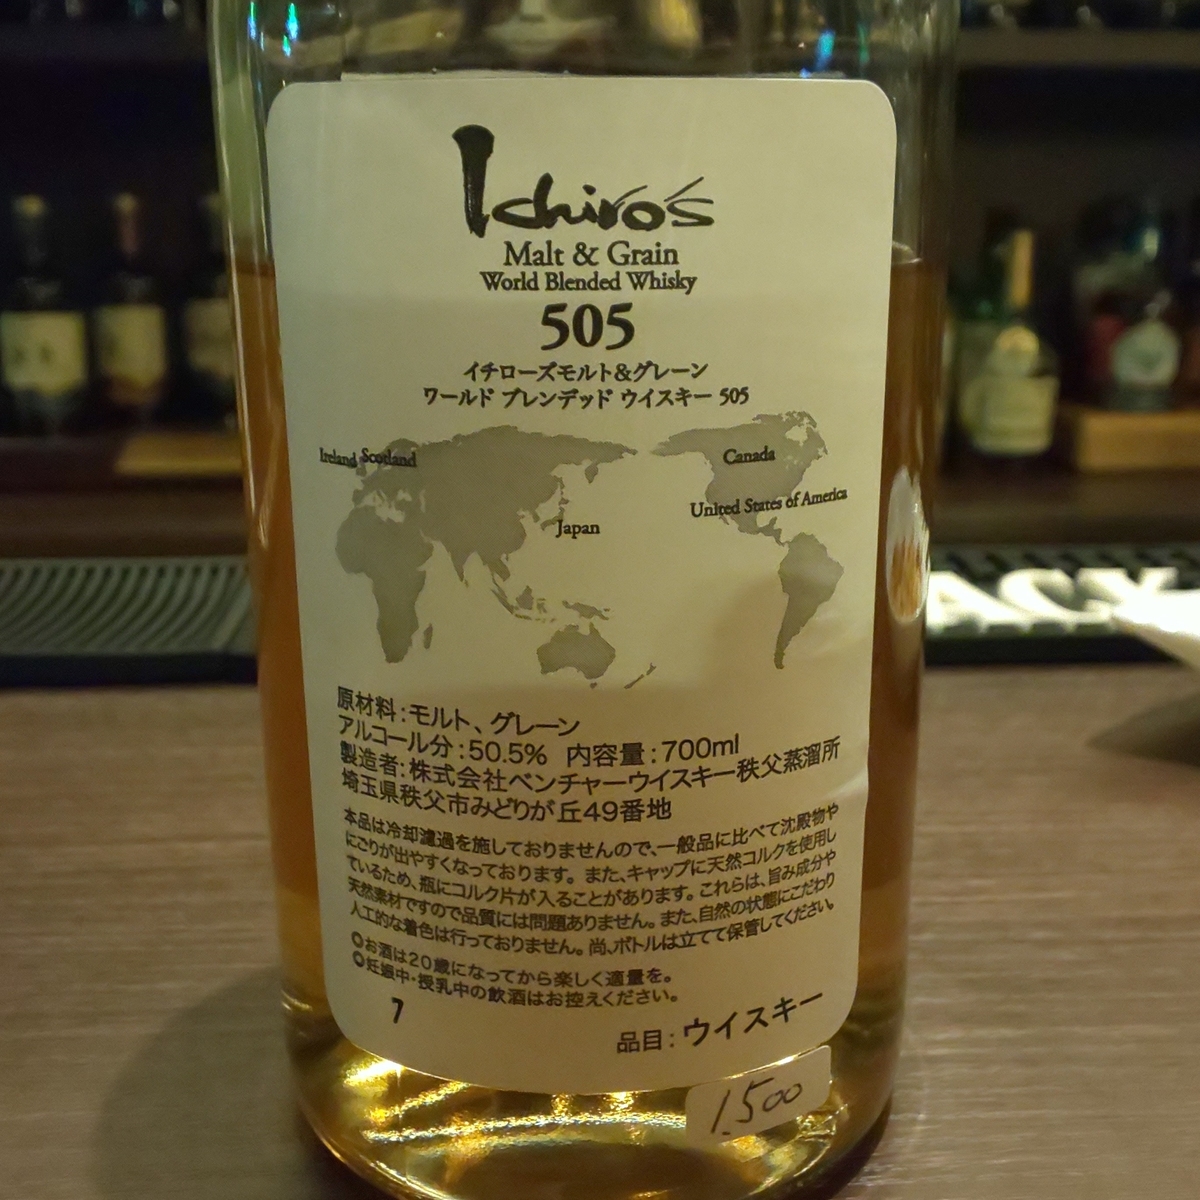 Ichiro's
Malt & Grain
World Blended Whisky
505
イチローズモルト&グレーン
ワールド ブレンデッド ウイスキー 505
Ireland Scotland
Canada
United States of America
Japan
原材料:モルト、グレーン
アルコール分:50.5% 内容量:700ml
製造者:株式会社ベンチャーウイスキー秩父蒸溜所
埼玉県秩父市みどりが丘49番地
本品は冷却濾過を施しておりませんので、一般品に比べて沈殿物や
にごりが出やすくなっております。また、キャップに天然コルクを使用し
ているため、瓶にコルク片が入ることがあります。これらは、旨み成分や
天然素材ですので品質には問題ありません。また、自然の状態にこだわり
人工的な着色は行っておりません。尚、ボトルは立てて保管してください。
◎お酒は20歳になってから楽しく適量を。
◎妊娠中・授乳中の飲酒はお控えください。
7
品目:ウイスキー
1.500
ACY